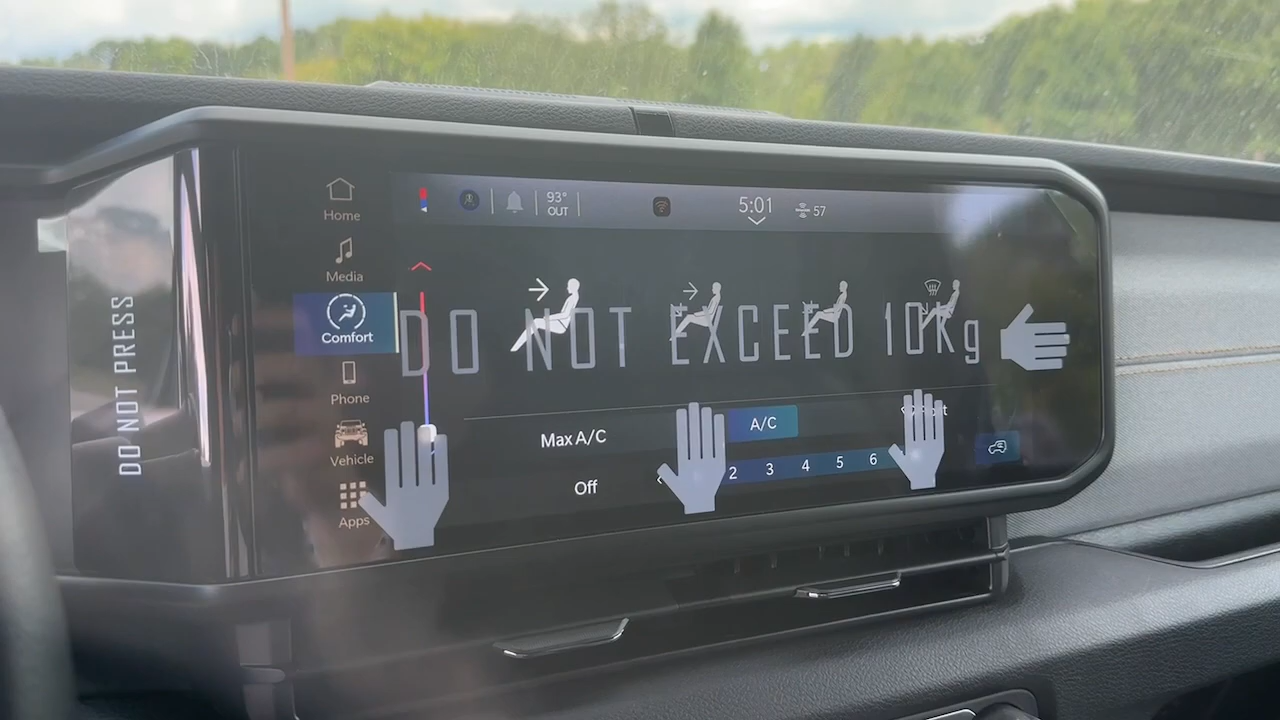 93°
OUT
5:01
57
Home
Media
Comfort
Phone
Vehicle
Apps
DO NOT PRESS
DO NOT EXCEED 10Kg
Max A/C
A/C
Off
2 3 4 5 6